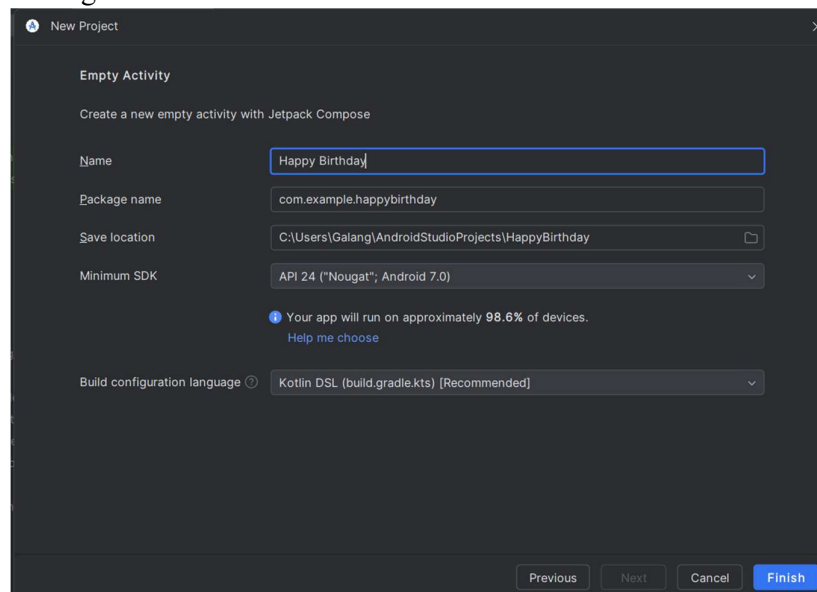 New Project
Empty Activity
Create a new empty activity with Jetpack Compose
Name
Happy Birthday
Package name
com.example.happybirthday
Save location
C:\Users\Galang\AndroidStudioProjects\HappyBirthday
Minimum SDK
API 24 ("Nougat"; Android 7.0)
Your app will run on approximately 98.6% of devices.
Help me choose
Build configuration language ?
Kotlin DSL (build.gradle.kts) [Recommended]
Previous
Next
Cancel
Finish